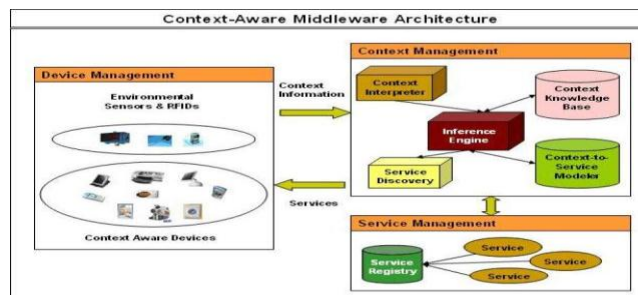 Context-Aware Middleware Architecture
Device Management
Environmental
Sensors & RFIDs
Context Aware Devices
Context
Information
Services
Context Management
Context
Interpreter
Context
Knowledge
Base
Inference
Engine
Service
Discovery
Context-to-
Service
Modeler
Service Management
Service
Registry
Service
Service
Service